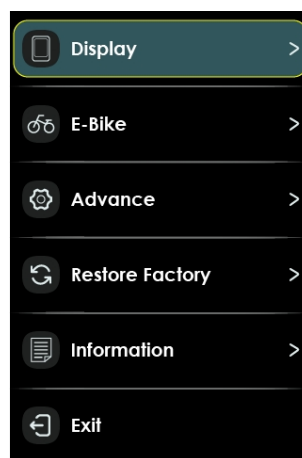 Display >
E-Bike >
Advance >
Restore Factory >
Information >
Exit